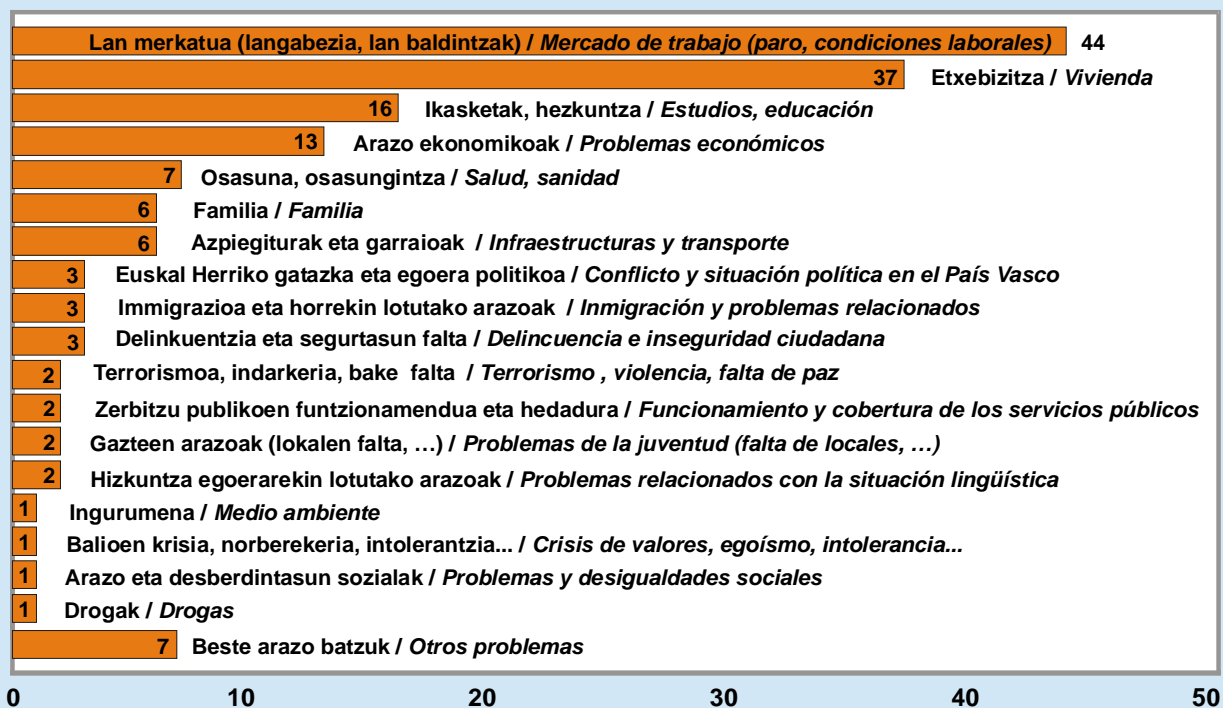 Lan merkatua (langabezia, lan baldintzak) / Mercado de trabajo (paro, condiciones laborales) 44
37 Etxebizitza / Vivienda
16 Ikasketak, hezkuntza / Estudios, educación
13 Arazo ekonomikoak / Problemas económicos
7 Osasuna, osasungintza / Salud, sanidad
6 Familia / Familia
6 Azpiegiturak eta garraioak / Infraestructuras y transporte
3 Euskal Herriko gatazka eta egoera politikoa / Conflicto y situación política en el País Vasco
3 Immigrazioa eta horrekin lotutako arazoak / Inmigración y problemas relacionados
3 Delinkuentzia eta segurtasun falta / Delincuencia e inseguridad ciudadana
2 Terrorismoa, indarkeria, bake falta / Terrorismo , violencia, falta de paz
2 Zerbitzu publikoen funtzionamendua eta hedadura / Funcionamiento y cobertura de los servicios públicos
2 Gazteen arazoak (lokalen falta, …) / Problemas de la juventud (falta de locales, …)
2 Hizkuntza egoerarekin lotutako arazoak / Problemas relacionados con la situación lingüística
1 Ingurumena / Medio ambiente
1 Balioen krisia, norberekeria, intolerantzia... / Crisis de valores, egoísmo, intolerancia...
1 Arazo eta desberdintasun sozialak / Problemas y desigualdades sociales
1 Drogak / Drogas
7 Beste arazo batzuk / Otros problemas
0 10 20 30 40 50